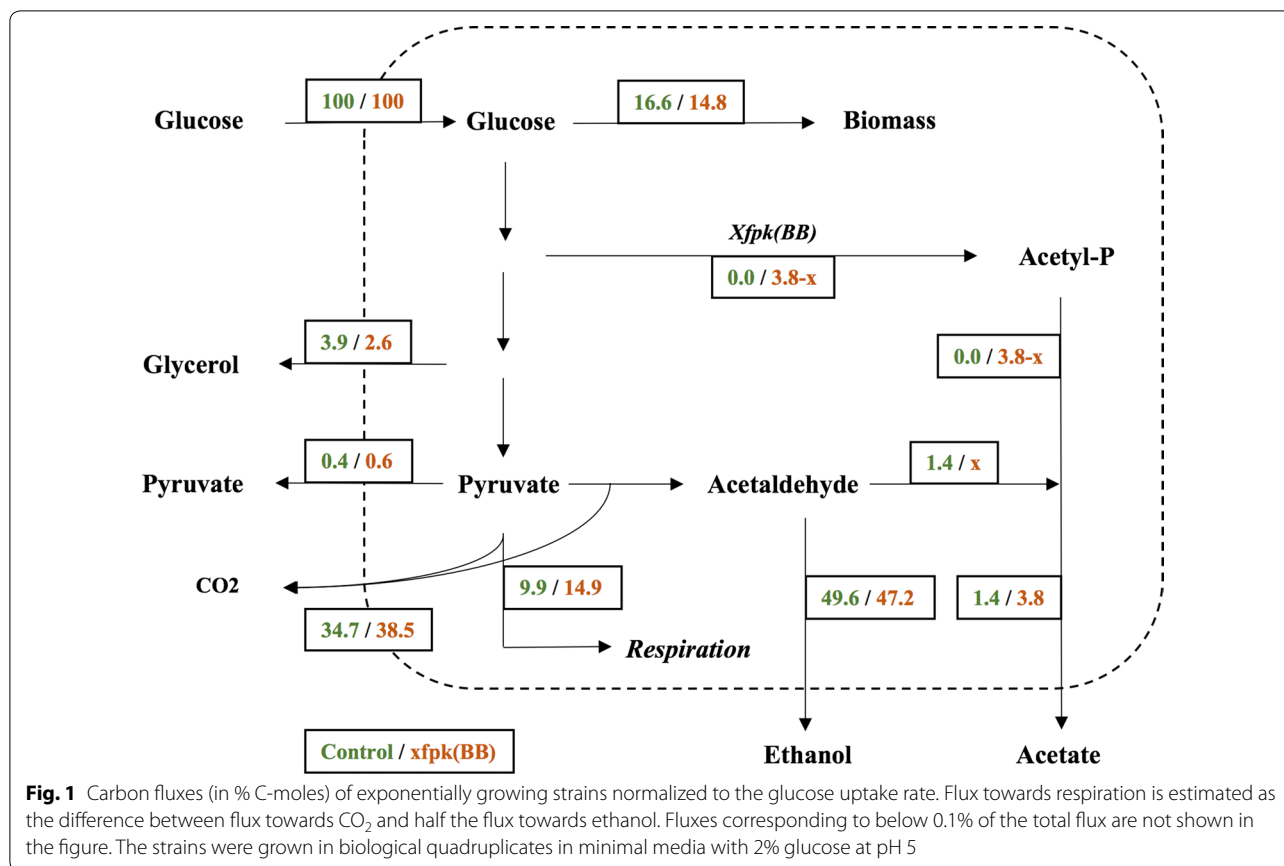 100 / 100
16.6 / 14.8
Glucose
Glucose
Biomass
Xfpk(BB)
Acetyl-P
0.0 / 3.8-x
3.9 / 2.6
0.0 / 3.8-x
Glycerol
0.4 / 0.6
1.4 / x
Pyruvate
Pyruvate
Acetaldehyde
CO2
9.9 / 14.9
49.6 / 47.2
1.4 / 3.8
34.7 / 38.5
Respiration
Control / xfpk(BB)
Ethanol
Acetate
Fig. 1 Carbon fluxes (in % C-moles) of exponentially growing strains normalized to the glucose uptake rate. Flux towards respiration is estimated as
the difference between flux towards CO₂ and half the flux towards ethanol. Fluxes corresponding to below 0.1% of the total flux are not shown in
the figure. The strains were grown in biological quadruplicates in minimal media with 2% glucose at pH 5